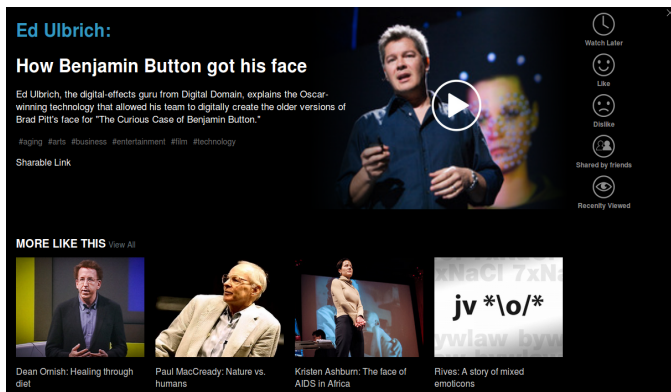 Ed Ulbrich:
How Benjamin Button got his face
Ed Ulbrich, the digital-effects guru from Digital Domain, explains the Oscar-
winning technology that allowed his team to digitally create the older versions of
Brad Pitt's face for "The Curious Case of Benjamin Button."
#aging #arts #business #entertainment #film #technology
Sharable Link
Watch Later
Like
Dislike
Shared by friends
Recently Viewed
MORE LIKE THIS View All
xNaCl 7xNa
jv *\o/*
ywlaw byw
Dean Ornish: Healing through
diet
Paul MacCready: Nature vs.
humans
Kristen Ashburn: The face of
AIDS in Africa
Rives: A story of mixed
emoticons